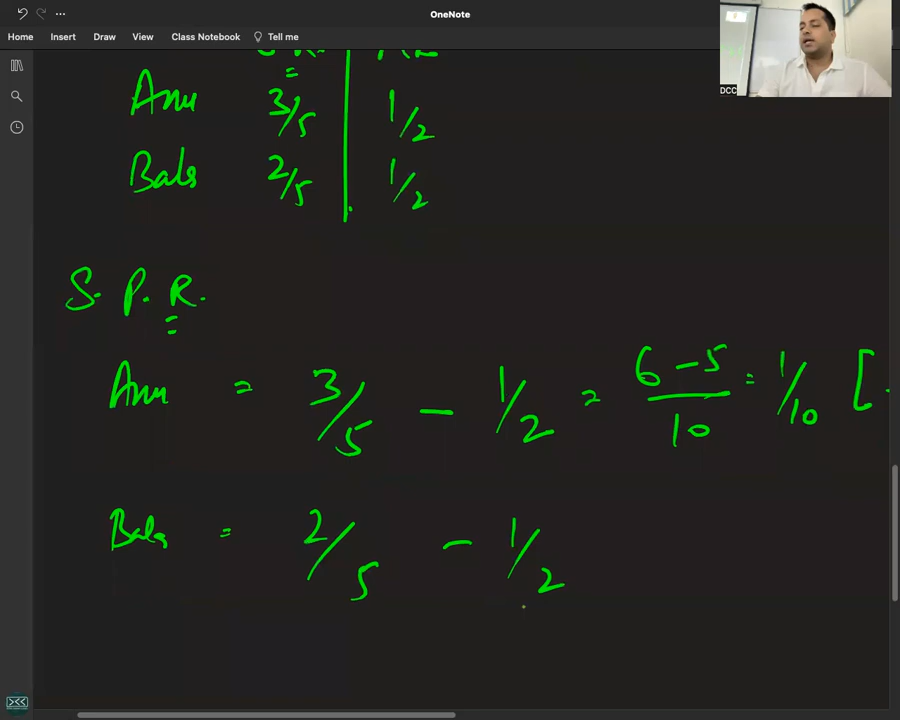 OneNote
Home Insert Draw View Class Notebook Tell me
DCC
Anu 3/5 1/2
Bala 2/5 1/2
S. P. R.
Anu = 3/5 - 1/2 = 6-5/10 = 1/10 [
Bala = 2/5 - 1/2